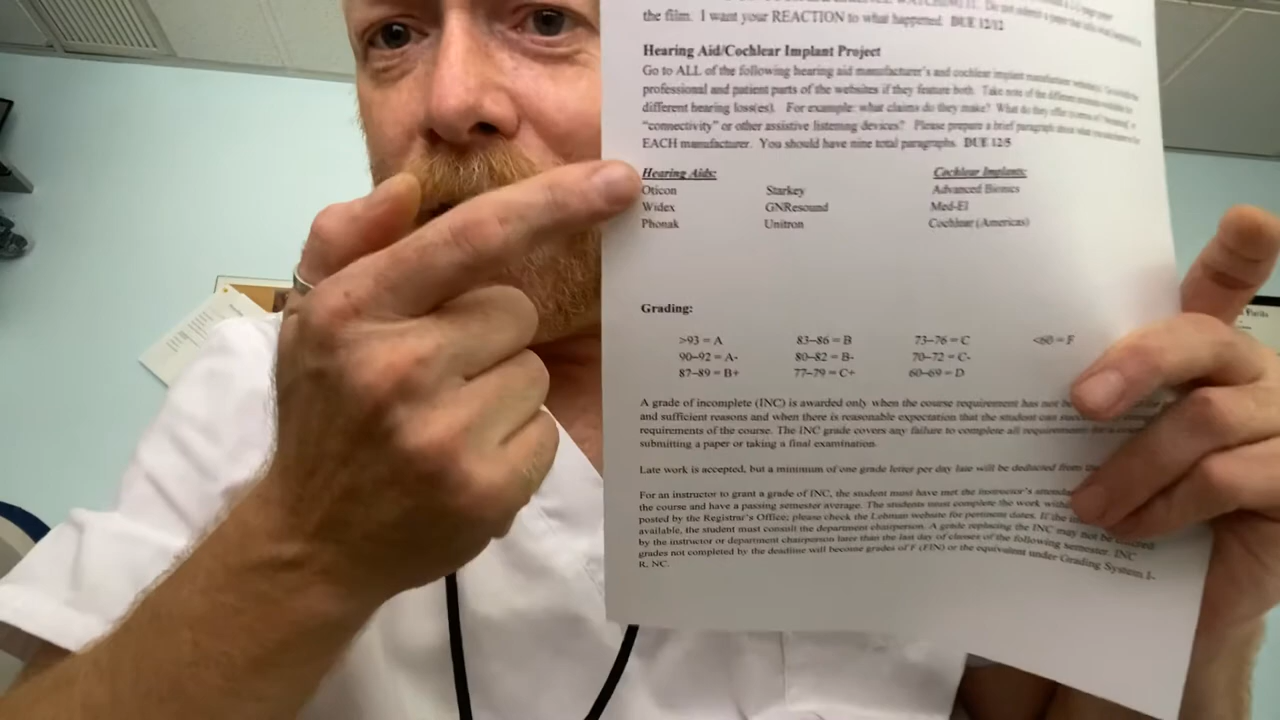 the film. I want your REACTION to what happened. DUE 12/12
Hearing Aid/Cochlear Implant Project
Go to ALL of the following hearing aid manufacturer's and cochlear implant manufacturer
professional and patient parts of the websites if they feature both. Take note of the different
different hearing loss(es). For example: what claims do they make? What do they offer in terms of
"connectivity" or other assistive listening devices? Please prepare a brief paragraph about what
EACH manufacturer. You should have nine total paragraphs. DUE 12/5
Hearing Aids: Cochlear Implants:
Oticon Starkey Advanced Bionics
Widex GNResound Med-El
Phonak Unitron Cochlear (Americas)
Grading:
>93 = A 83–86 = B 73–76 = C <60 = F
90–92 = A- 80–82 = B- 70–72 = C-
87–89 = B+ 77–79 = C+ 60–69 = D
A grade of incomplete (INC) is awarded only when the course requirement has not
and sufficient reasons and when there is reasonable expectation that the student can
requirements of the course. The INC grade covers any failure to complete all requirements
submitting a paper or taking a final examination.
Late work is accepted, but a minimum of one grade letter per day late will be deducted from
For an instructor to grant a grade of INC, the student must have met the instructor's
the course and have a passing semester average. The students must complete the work
posted by the Registrar's Office; please check the Lehman website for pertinent dates. If the
available, the student must consult the department chairperson. A grade replacing the INC may not be
by the instructor or department chairperson later than the last day of classes of the following semester. INC
grades not completed by the deadline will become grades of F (FIN) or the equivalent under Grading System I-
R, NC.